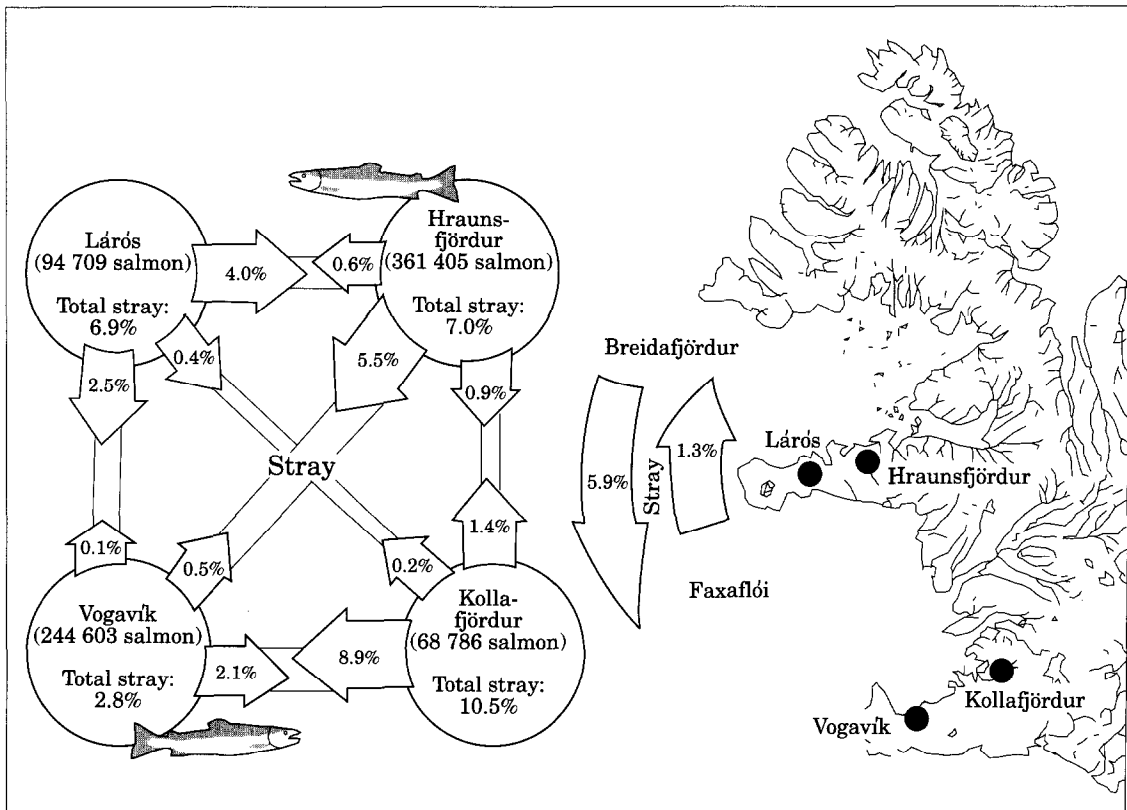 Lárós
(94 709 salmon)
Total stray:
6.9%
Hrauns-
fjördur
(361 405 salmon)
Total stray:
7.0%
4.0%
0.6%
0.4%
5.5%
2.5%
0.9%
Stray
0.1%
0.5%
0.2%
1.4%
Vogavík
(244 603 salmon)
Total stray:
2.8%
2.1%
8.9%
Kolla-
fjördur
(68 786 salmon)
Total stray:
10.5%
Breidafjördur
5.9%
Stray
1.3%
Faxaflói
Lárós
Hraunsfjördur
Kollafjördur
Vogavík